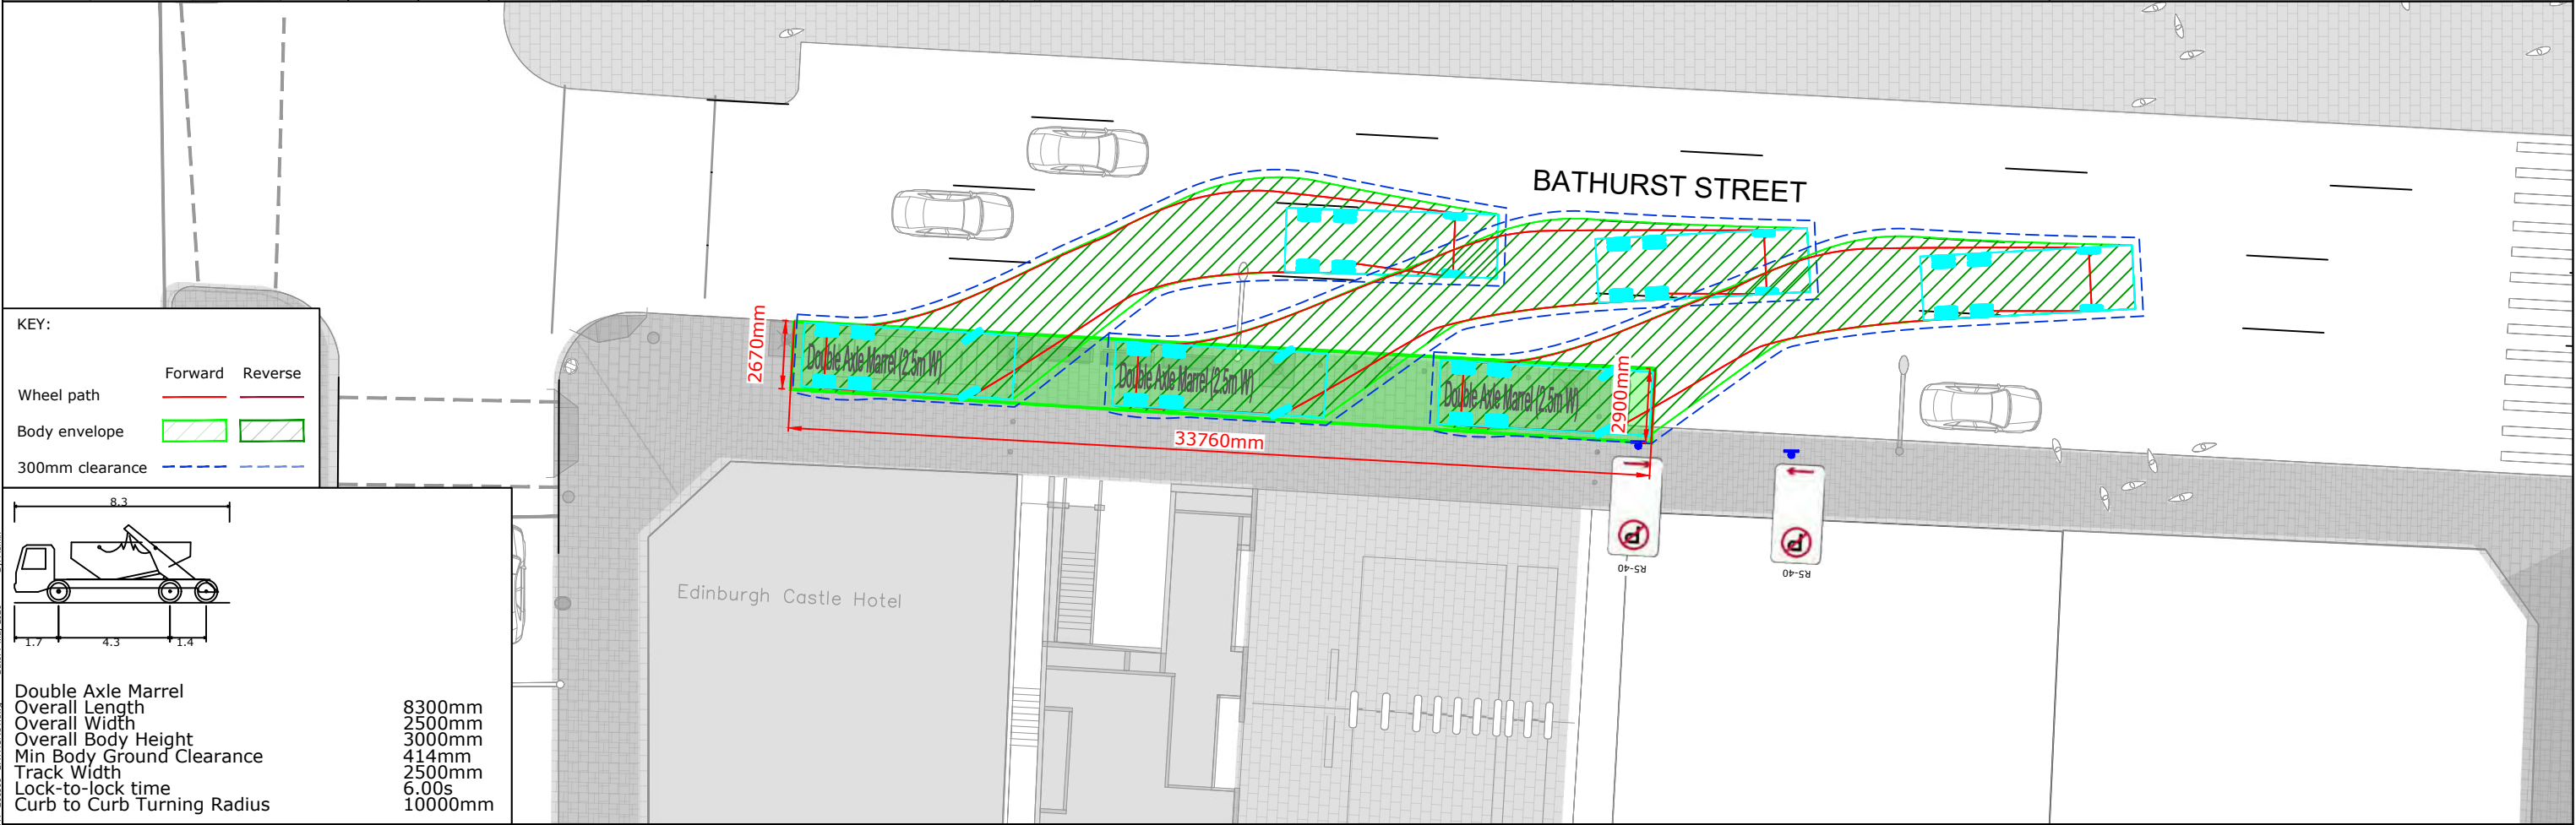 BATHURST STREET
2670mm
Double Axle Marrel (2.5m W)
Double Axle Marrel (2.5m W)
Double Axle Marrel (2.5m W)
2900mm
33760mm
R5-40
R5-40
Edinburgh Castle Hotel
KEY:
Forward Reverse
Wheel path
Body envelope
300mm clearance
8.3
1.7 4.3 1.4
Double Axle Marrel
Overall Length 8300mm
Overall Width 2500mm
Overall Body Height 3000mm
Min Body Ground Clearance 414mm
Track Width 2500mm
Lock-to-lock time 6.00s
Curb to Curb Turning Radius 10000mm